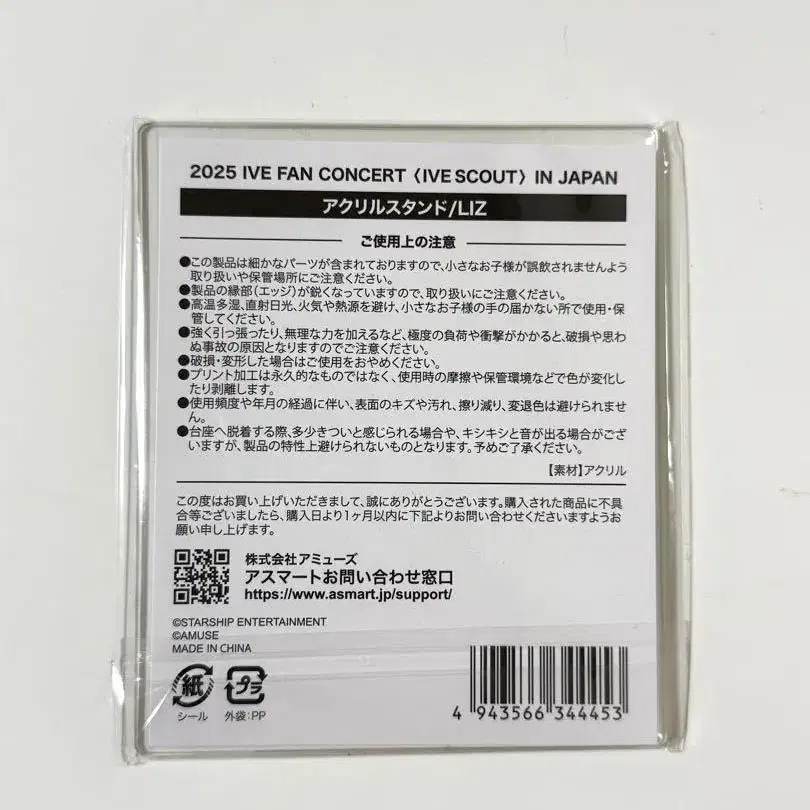 2025 IVE FAN CONCERT〈IVE SCOUT〉IN JAPAN
アクリルスタンド/LIZ
ご使用上の注意
●この製品は細かなパーツが含まれておりますので、小さなお子様が誤飲されませんよう
取り扱いや保管場所にご注意ください。
●製品の縁部(エッジ)が鋭くなっていますので、取り扱いにご注意ください。
●高温多湿、直射日光、火気や熱源を避け、小さなお子様の手の届かない所で使用・保
管してください。
●強く引っ張ったり、無理な力を加えるなど、極度の負荷や衝撃がかかると、破損や思わ
ぬ事故の原因となりますのでご注意ください。
●破損・変形した場合はご使用をおやめください。
●プリント加工は永久的なものではなく、使用時の摩擦や保管環境などで色が変化し
たり剥離します。
●使用頻度や年月の経過に伴い、表面のキズや汚れ、擦り減り、変退色は避けられませ
ん。
●台座へ脱着する際、多少きついと感じられる場合や、キシキシと音が出る場合がござ
いますが、製品の特性上避けられないものとなります。予めご了承ください。
【素材】アクリル
この度はお買い上げいただきまして、誠にありがとうございます。購入された商品に不具
合等ございましたら、購入日より1ヶ月以内に下記よりお問い合わせくださいますようお
願い申し上げます。
株式会社アミューズ
アスマートお問い合わせ窓口
https://www.asmart.jp/support/
©STARSHIP ENTERTAINMENT
©AMUSE
MADE IN CHINA
紙
プラ
シール
外袋:PP
4 943566 344453